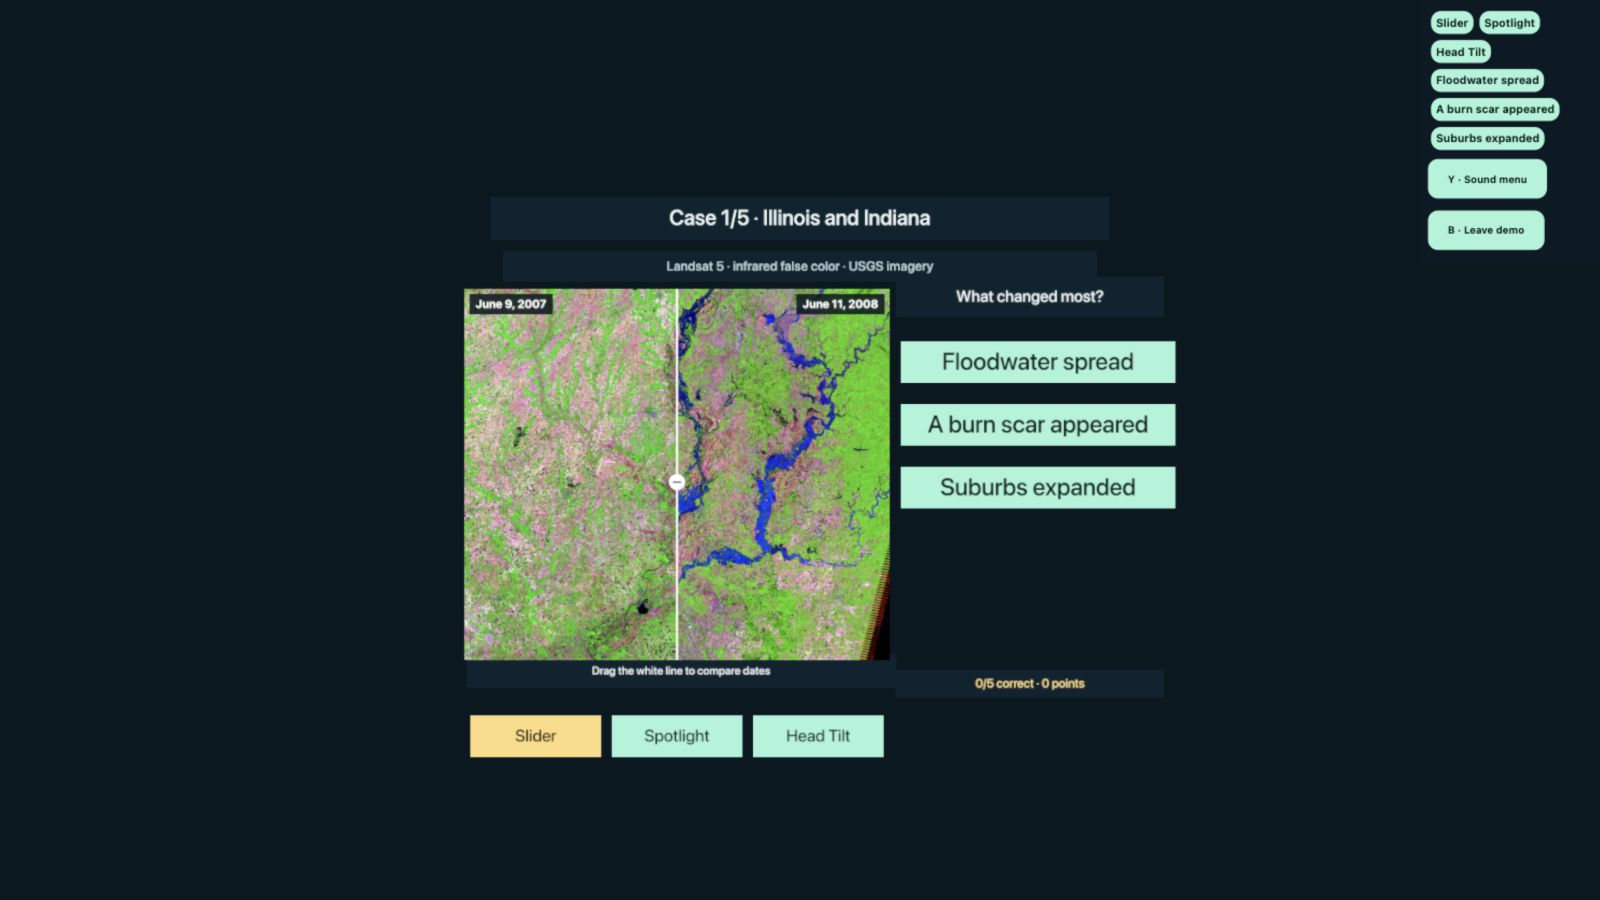 Slider Spotlight
Head Tilt
Floodwater spread
A burn scar appeared
Suburbs expanded
Y · Sound menu
B · Leave demo
Case 1/5 · Illinois and Indiana
Landsat 5 · infrared false color · USGS imagery
June 9, 2007
June 11, 2008
What changed most?
Floodwater spread
A burn scar appeared
Suburbs expanded
Drag the white line to compare dates
0/5 correct · 0 points
Slider
Spotlight
Head Tilt